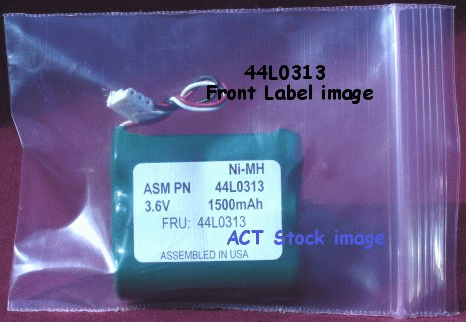 44L0313
Front Label image
Ni-MH
ASM PN 44L0313
3.6V 1500mAh
FRU: 44L0313
ACT Stock image
ASSEMBLED IN USA